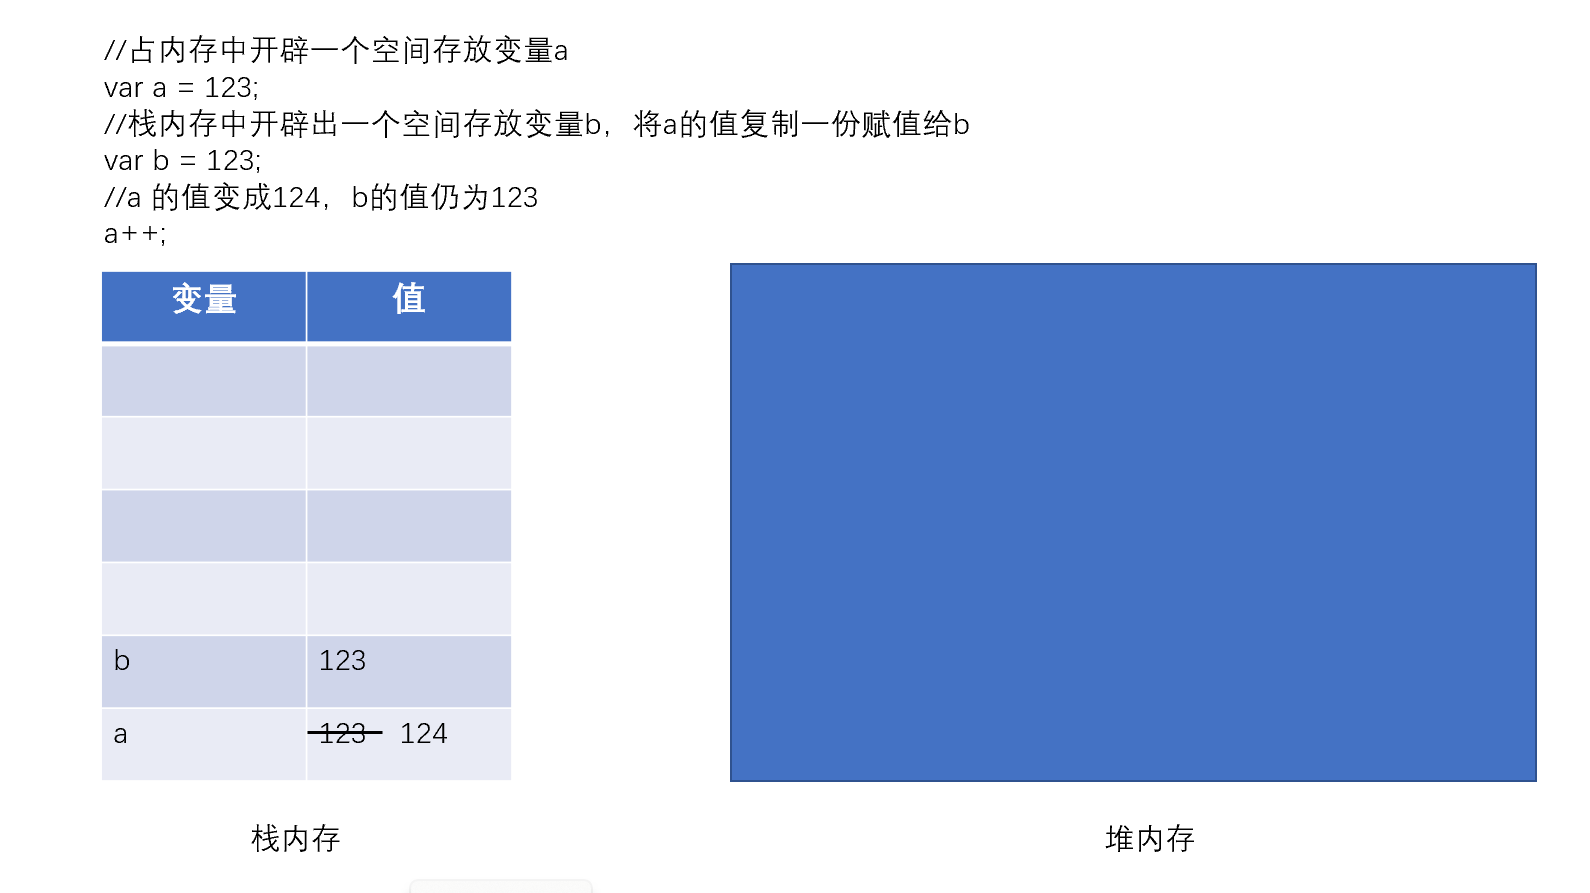 //占内存中开辟一个空间存放变量a
var a = 123;
//栈内存中开辟出一个空间存放变量b，将a的值复制一份赋值给b
var b = 123;
//a 的值变成124，b的值仍为123
a++;
变量 值
b 123
a 123 124
栈内存
堆内存